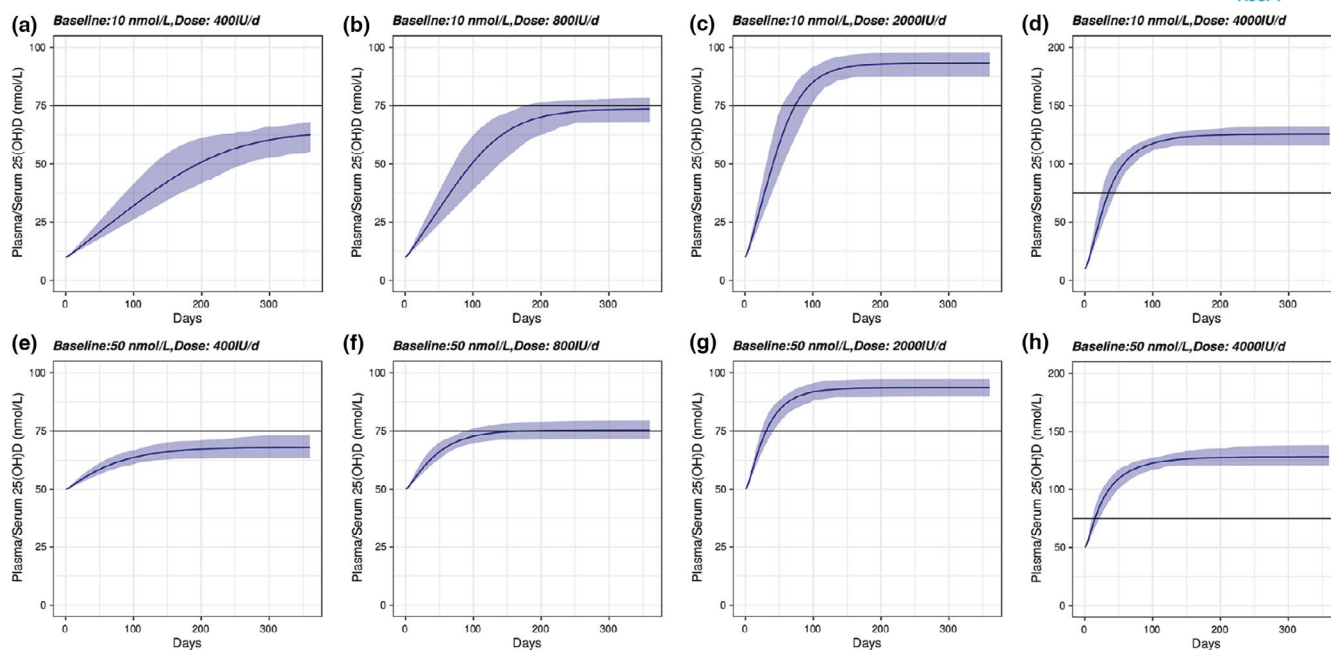 (a) Baseline:10 nmol/L,Dose: 400IU/d
Plasma/Serum 25(OH)D (nmol/L)
100
75
50
25
0
0 100 200 300
Days
(b) Baseline:10 nmol/L,Dose: 800IU/d
Plasma/Serum 25(OH)D (nmol/L)
100
75
50
25
0
0 100 200 300
Days
(c) Baseline:10 nmol/L,Dose: 2000IU/d
Plasma/Serum 25(OH)D (nmol/L)
100
75
50
25
0
0 100 200 300
Days
(d) Baseline:10 nmol/L,Dose: 4000IU/d
Plasma/Serum 25(OH)D (nmol/L)
200
150
100
50
0
0 100 200 300
Days
(e) Baseline:50 nmol/L,Dose: 400IU/d
Plasma/Serum 25(OH)D (nmol/L)
100
75
50
25
0
0 100 200 300
Days
(f) Baseline:50 nmol/L,Dose: 800IU/d
Plasma/Serum 25(OH)D (nmol/L)
100
75
50
25
0
0 100 200 300
Days
(g) Baseline:50 nmol/L,Dose: 2000IU/d
Plasma/Serum 25(OH)D (nmol/L)
100
75
50
25
0
0 100 200 300
Days
(h) Baseline:50 nmol/L,Dose: 4000IU/d
Plasma/Serum 25(OH)D (nmol/L)
200
150
100
50
0
0 100 200 300
Days